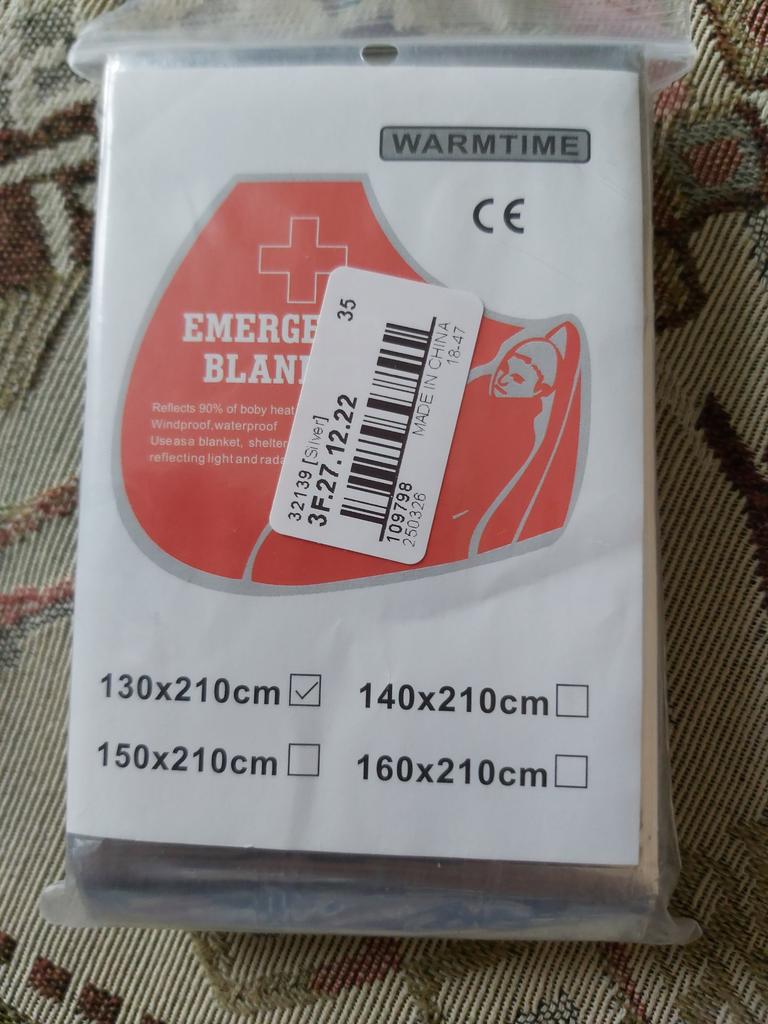 WARMTIME
CE
EMERGE
BLAN
Reflects 90% of boby heat
Windproof,waterproof
Useasa blanket, shelter
reflecting light and rada
35
32139 [Silver]
3F.27.12.22
109798
250326
MADE IN CHINA
18-47
130x210cm
140x210cm
150x210cm
160x210cm